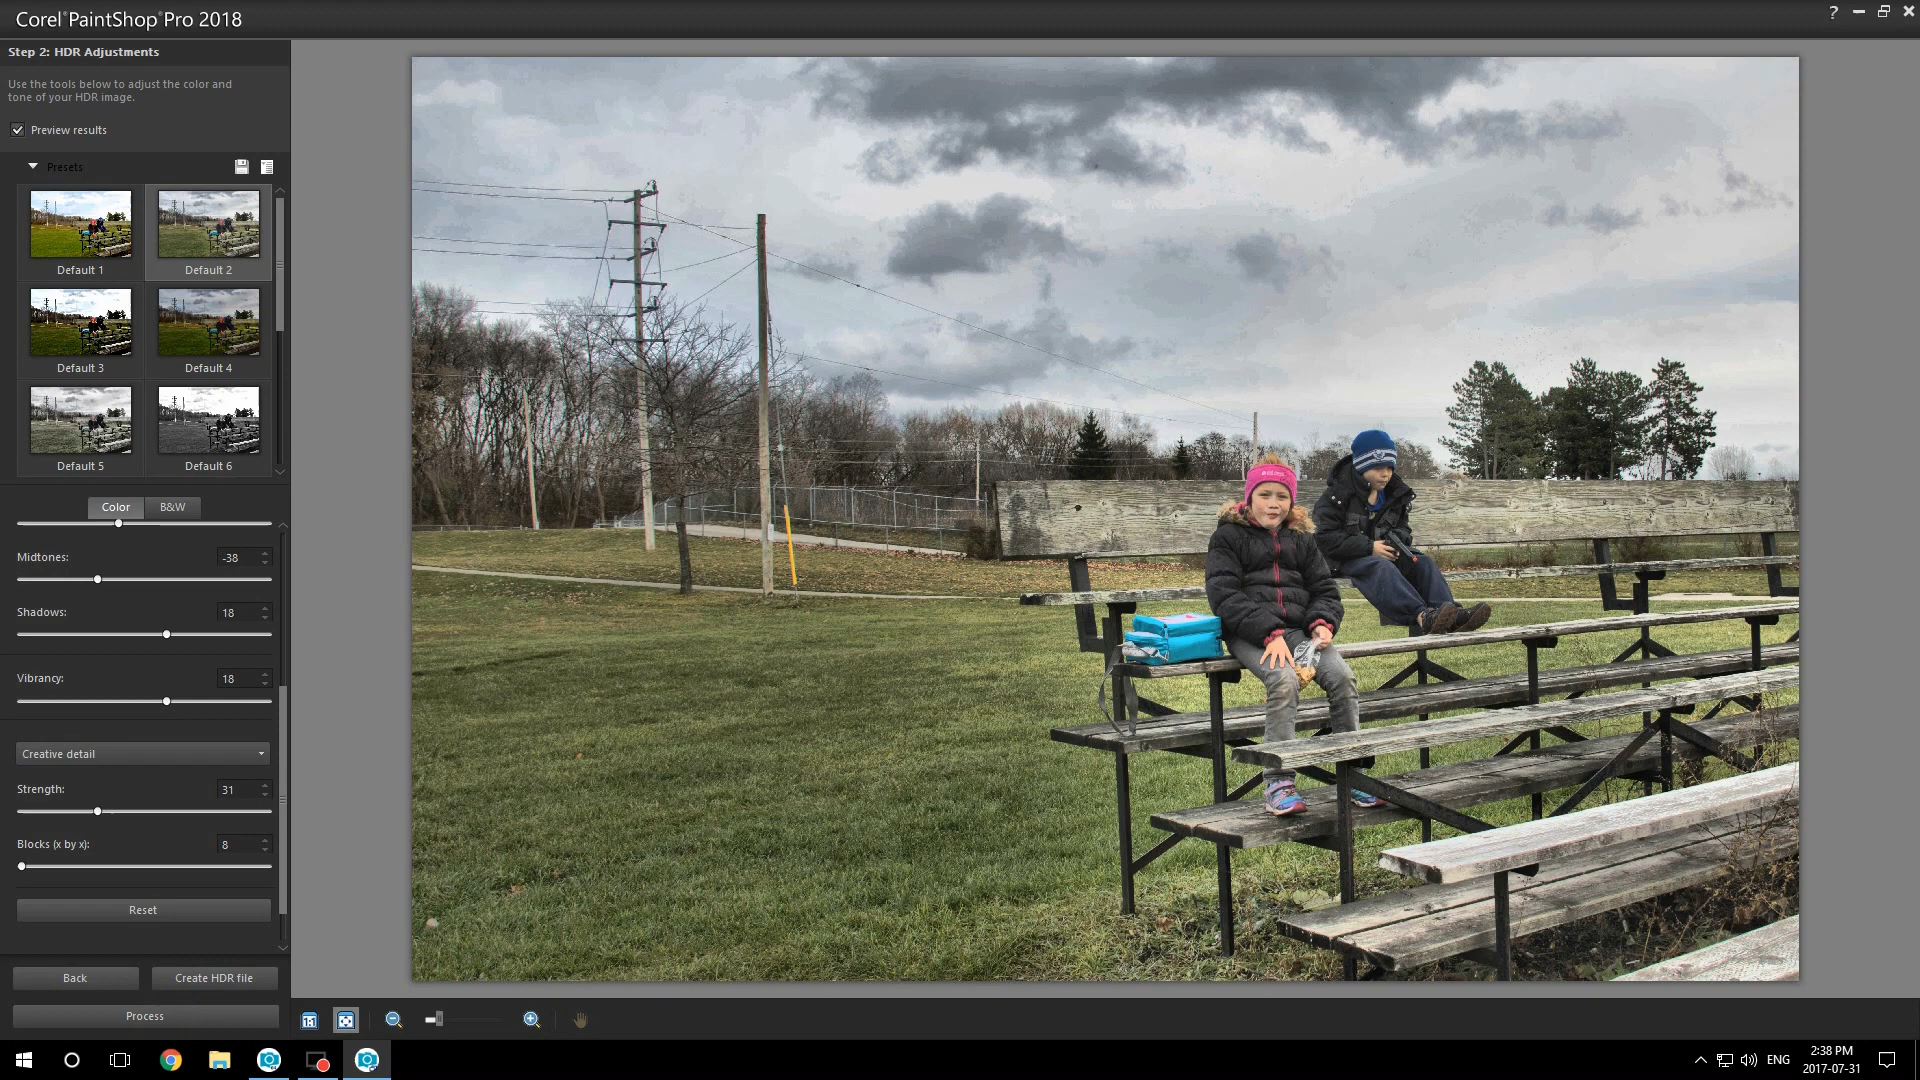 Corel®PaintShop®Pro 2018
Step 2: HDR Adjustments
Use the tools below to adjust the color and
tone of your HDR image.
Preview results
Presets
Default 1
Default 2
Default 3
Default 4
Default 5
Default 6
Color
B&W
Midtones: -38
Shadows: 18
Vibrancy: 18
Creative detail
Strength: 31
Blocks (x by x): 8
Reset
Back
Create HDR file
Process
1:1
ENG
2:38 PM
2017-07-31